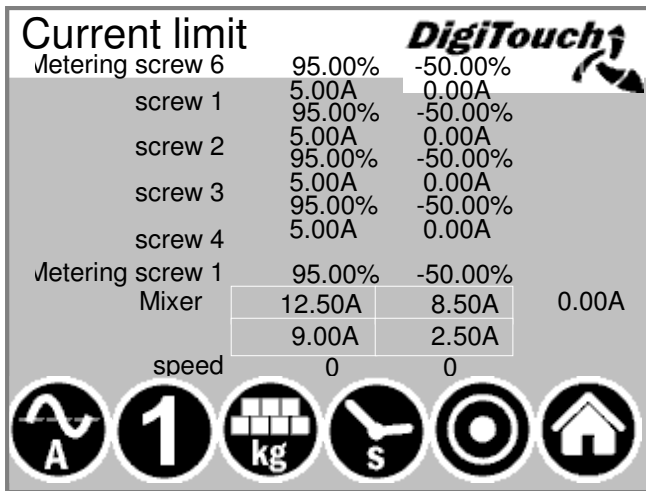 Current limit
DigiTouch
Metering screw 6 95.00% -50.00%
5.00A 0.00A
screw 1
95.00% -50.00%
5.00A 0.00A
screw 2
95.00% -50.00%
5.00A 0.00A
screw 3
95.00% -50.00%
5.00A 0.00A
screw 4
Metering screw 1 95.00% -50.00%
Mixer 12.50A 8.50A 0.00A
9.00A 2.50A
speed 0 0
A 1 kg s